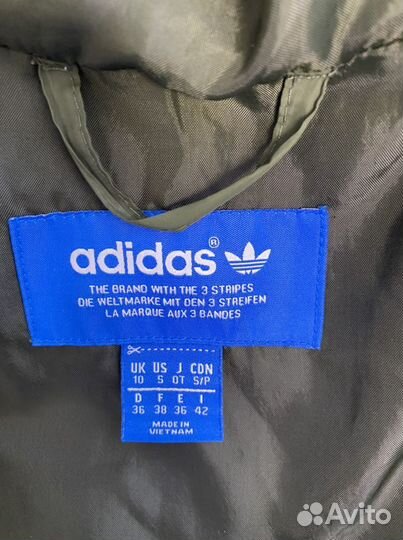 adidas®
THE BRAND WITH THE 3 STRIPES
DIE WELTMARKE MIT DEN 3 STREIFEN
LA MARQUE AUX 3 BANDES
UK US J CDN
10 S OT S/P
D F E I
36 38 36 42
MADE IN
VIETNAM
Avito